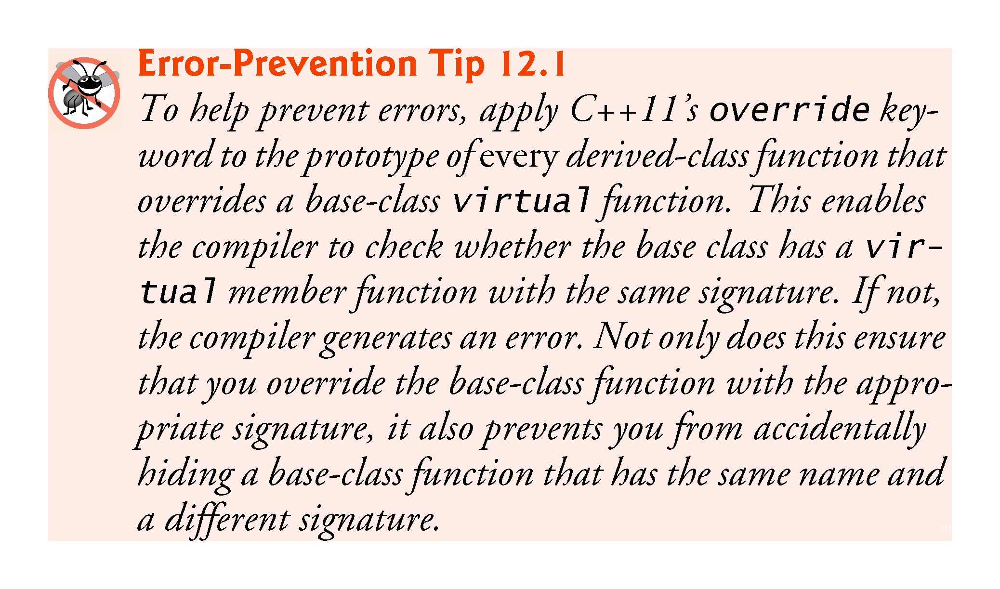 Error-Prevention Tip 12.1
To help prevent errors, apply C++11’s override key-
word to the prototype of every derived-class function that
overrides a base-class virtual function. This enables
the compiler to check whether the base class has a vir-
tual member function with the same signature. If not,
the compiler generates an error. Not only does this ensure
that you override the base-class function with the appro-
priate signature, it also prevents you from accidentally
hiding a base-class function that has the same name and
a different signature.
12.1